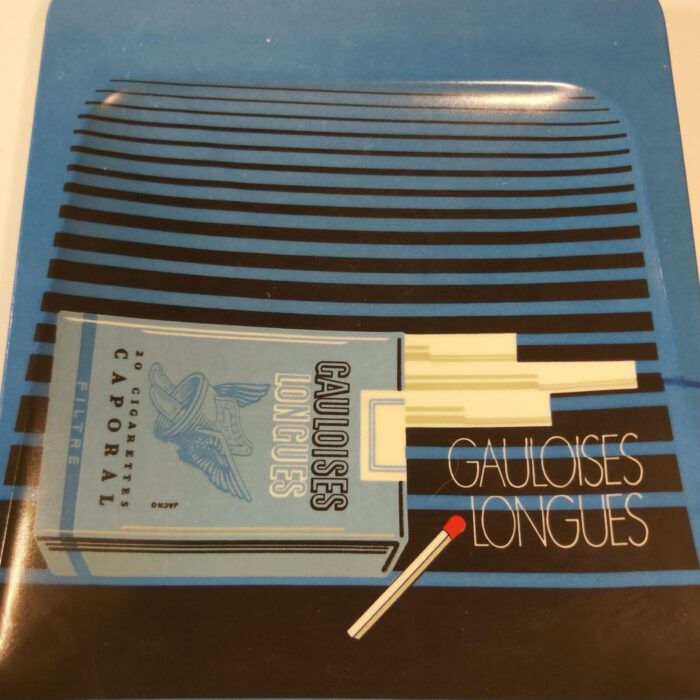 GAULOISES
LONGUES
20 CIGARETTES
CAPORAL
FILTRE
JACNO
GAULOISES
LONGUES